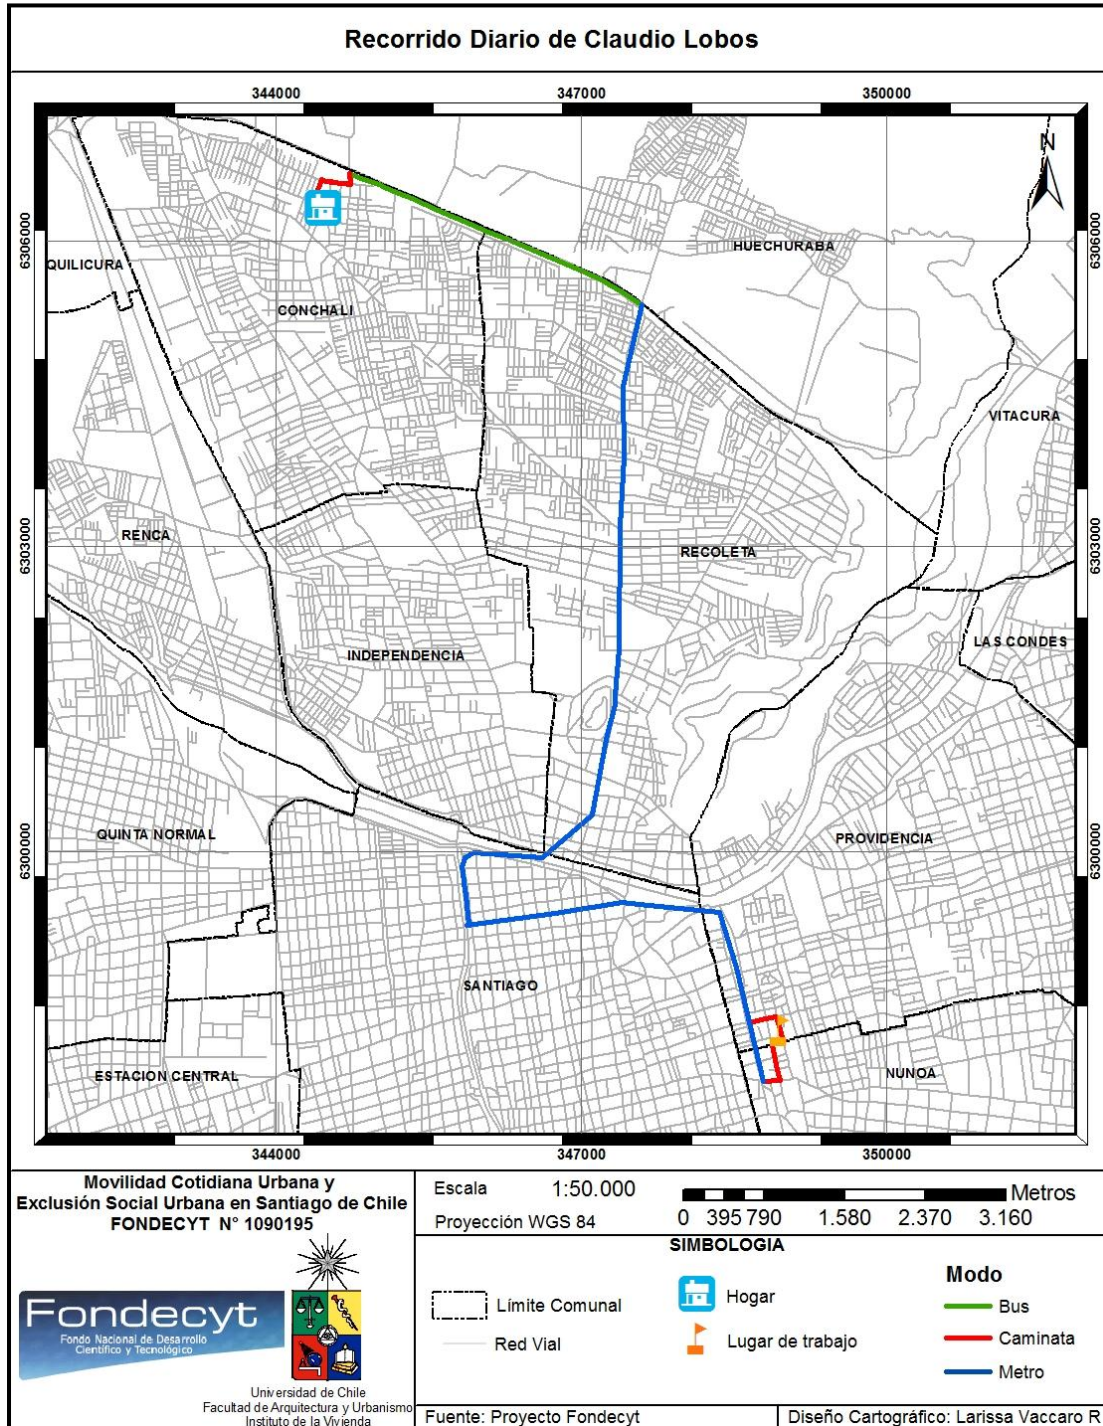 Recorrido Diario de Claudio Lobos
344000 347000 350000
N
6306000 6306000
HUECHURABA
QUILICURA
CONCHALI
VITACURA
RENCA
6303000 6303000
RECOLETA
LAS CONDES
INDEPENDENCIA
QUINTA NORMAL
PROVIDENCIA
6300000 6300000
SANTIAGO
ESTACION CENTRAL
NUNOA
344000 347000 350000
Movilidad Cotidiana Urbana y
Exclusión Social Urbana en Santiago de Chile
FONDECYT N° 1090195
Fondecyt
Fondo Nacional de Desarrollo
Científico y Tecnológico
Universidad de Chile
Facultad de Arquitectura y Urbanismo
Instituto de la Vivienda
Escala 1:50.000
Proyección WGS 84
Metros
0 395 790 1.580 2.370 3.160
SIMBOLOGIA
Límite Comunal
Red Vial
Hogar
Lugar de trabajo
Modo
Bus
Caminata
Metro
Fuente: Proyecto Fondecyt
Diseño Cartográfico: Larissa Vaccaro R